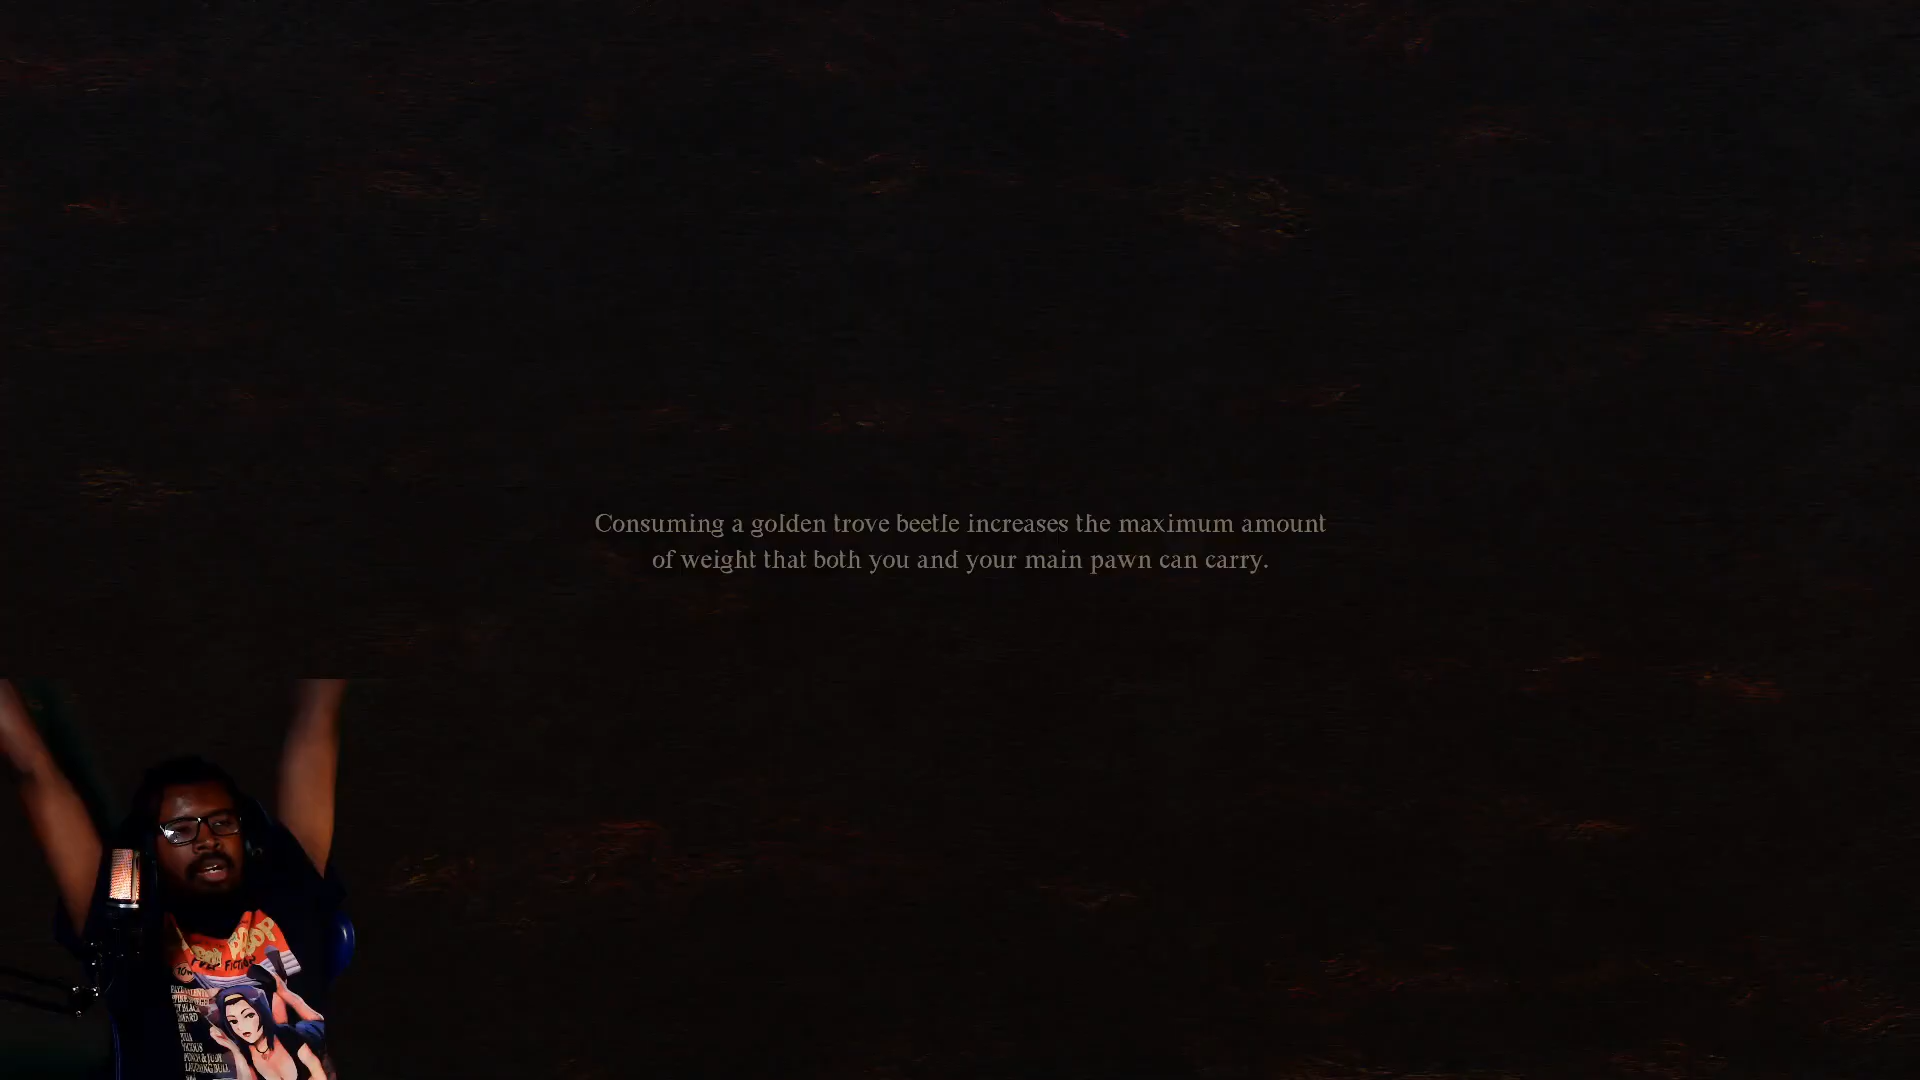 Consuming a golden trove beetle increases the maximum amount
of weight that both you and your main pawn can carry.
FICTION